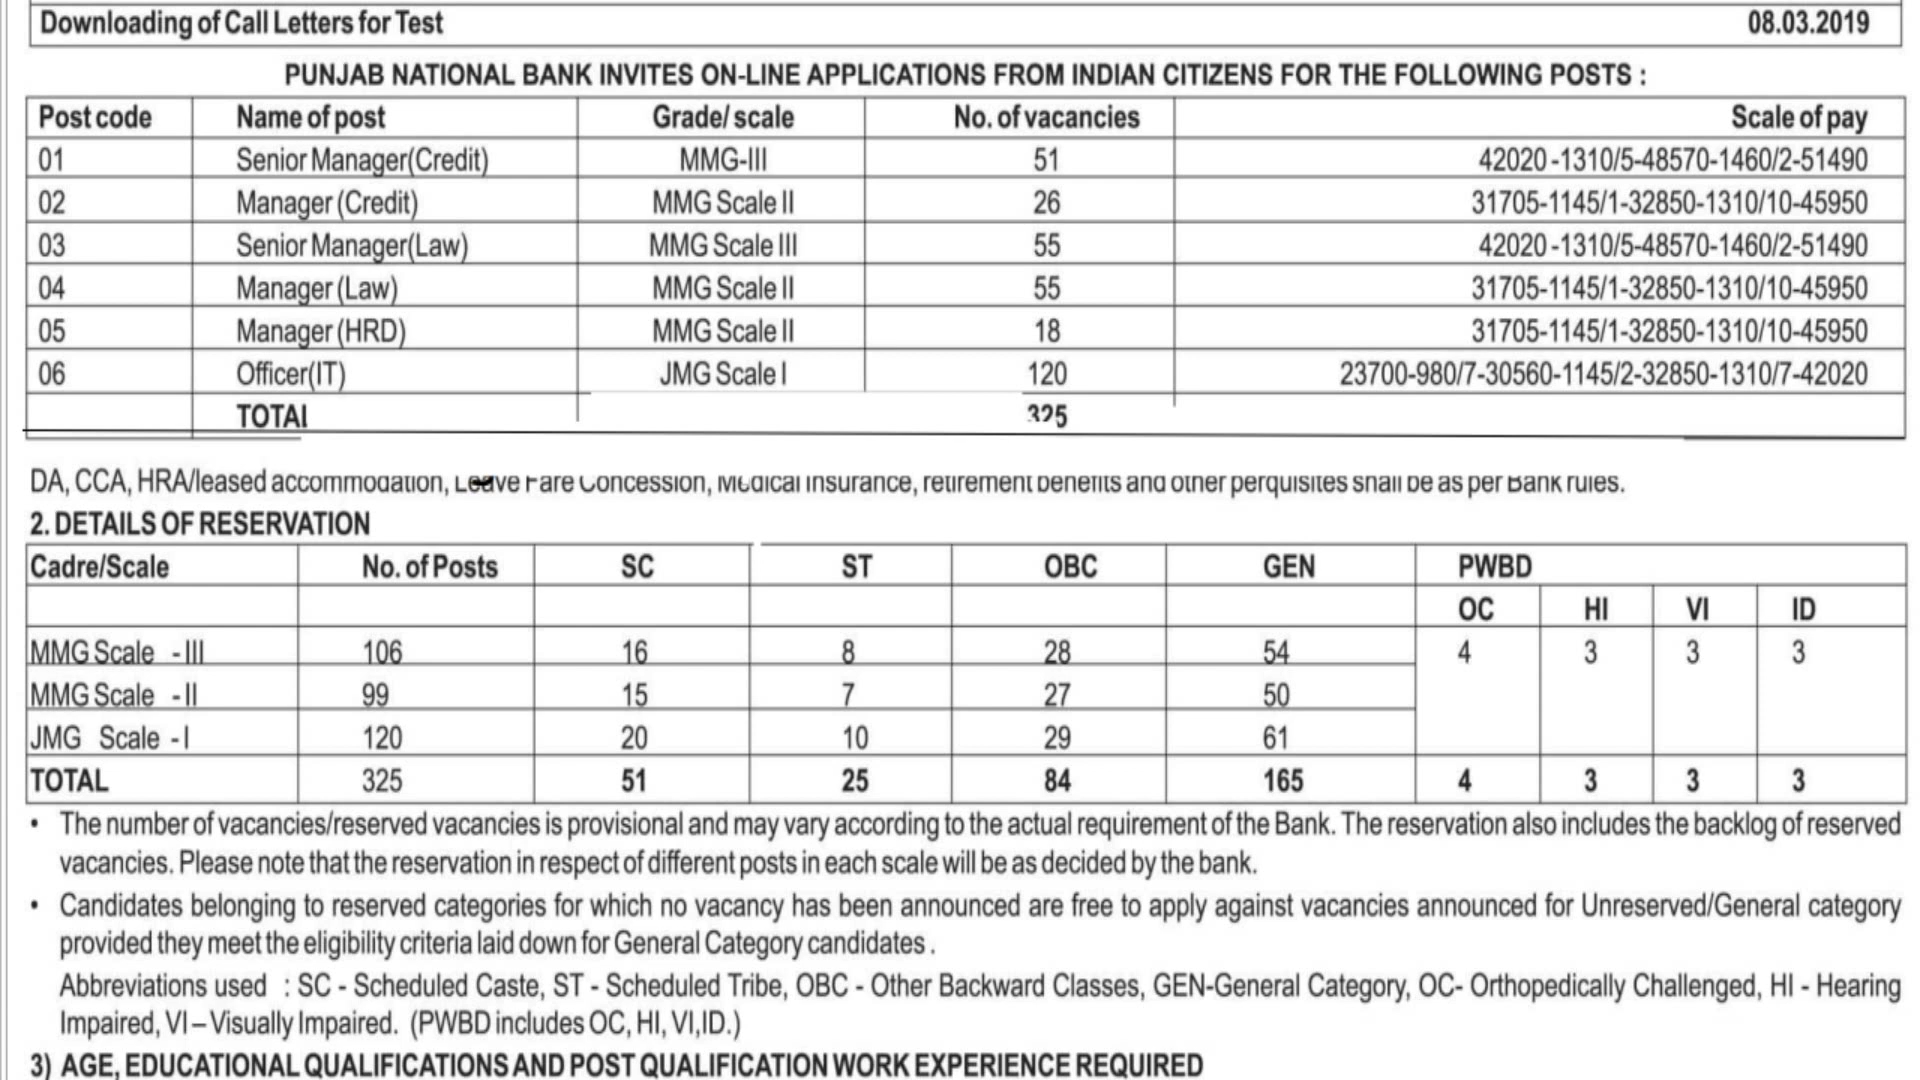 Downloading of Call Letters for Test 08.03.2019
PUNJAB NATIONAL BANK INVITES ON-LINE APPLICATIONS FROM INDIAN CITIZENS FOR THE FOLLOWING POSTS :
Post code Name of post Grade/ scale No. of vacancies Scale of pay
01 Senior Manager(Credit) MMG-III 51 42020 -1310/5-48570-1460/2-51490
02 Manager (Credit) MMG Scale II 26 31705-1145/1-32850-1310/10-45950
03 Senior Manager(Law) MMG Scale III 55 42020 -1310/5-48570-1460/2-51490
04 Manager (Law) MMG Scale II 55 31705-1145/1-32850-1310/10-45950
05 Manager (HRD) MMG Scale II 18 31705-1145/1-32850-1310/10-45950
06 Officer(IT) JMG Scale I 120 23700-980/7-30560-1145/2-32850-1310/7-42020
TOTAL 325
DA, CCA, HRA/leased accommodation, Leave Fare Concession, Medical Insurance, retirement benefits and other perquisites shall be as per Bank rules.
2. DETAILS OF RESERVATION
Cadre/Scale No. of Posts SC ST OBC GEN PWBD
OC HI VI ID
MMG Scale - III 106 16 8 28 54 4 3 3 3
MMG Scale - II 99 15 7 27 50
JMG Scale - I 120 20 10 29 61
TOTAL 325 51 25 84 165 4 3 3 3
• The number of vacancies/reserved vacancies is provisional and may vary according to the actual requirement of the Bank. The reservation also includes the backlog of reserved
vacancies. Please note that the reservation in respect of different posts in each scale will be as decided by the bank.
• Candidates belonging to reserved categories for which no vacancy has been announced are free to apply against vacancies announced for Unreserved/General category
provided they meet the eligibility criteria laid down for General Category candidates .
Abbreviations used : SC - Scheduled Caste, ST - Scheduled Tribe, OBC - Other Backward Classes, GEN-General Category, OC- Orthopedically Challenged, HI - Hearing
Impaired, VI – Visually Impaired. (PWBD includes OC, HI, VI,ID.)
3) AGE, EDUCATIONAL QUALIFICATIONS AND POST QUALIFICATION WORK EXPERIENCE REQUIRED